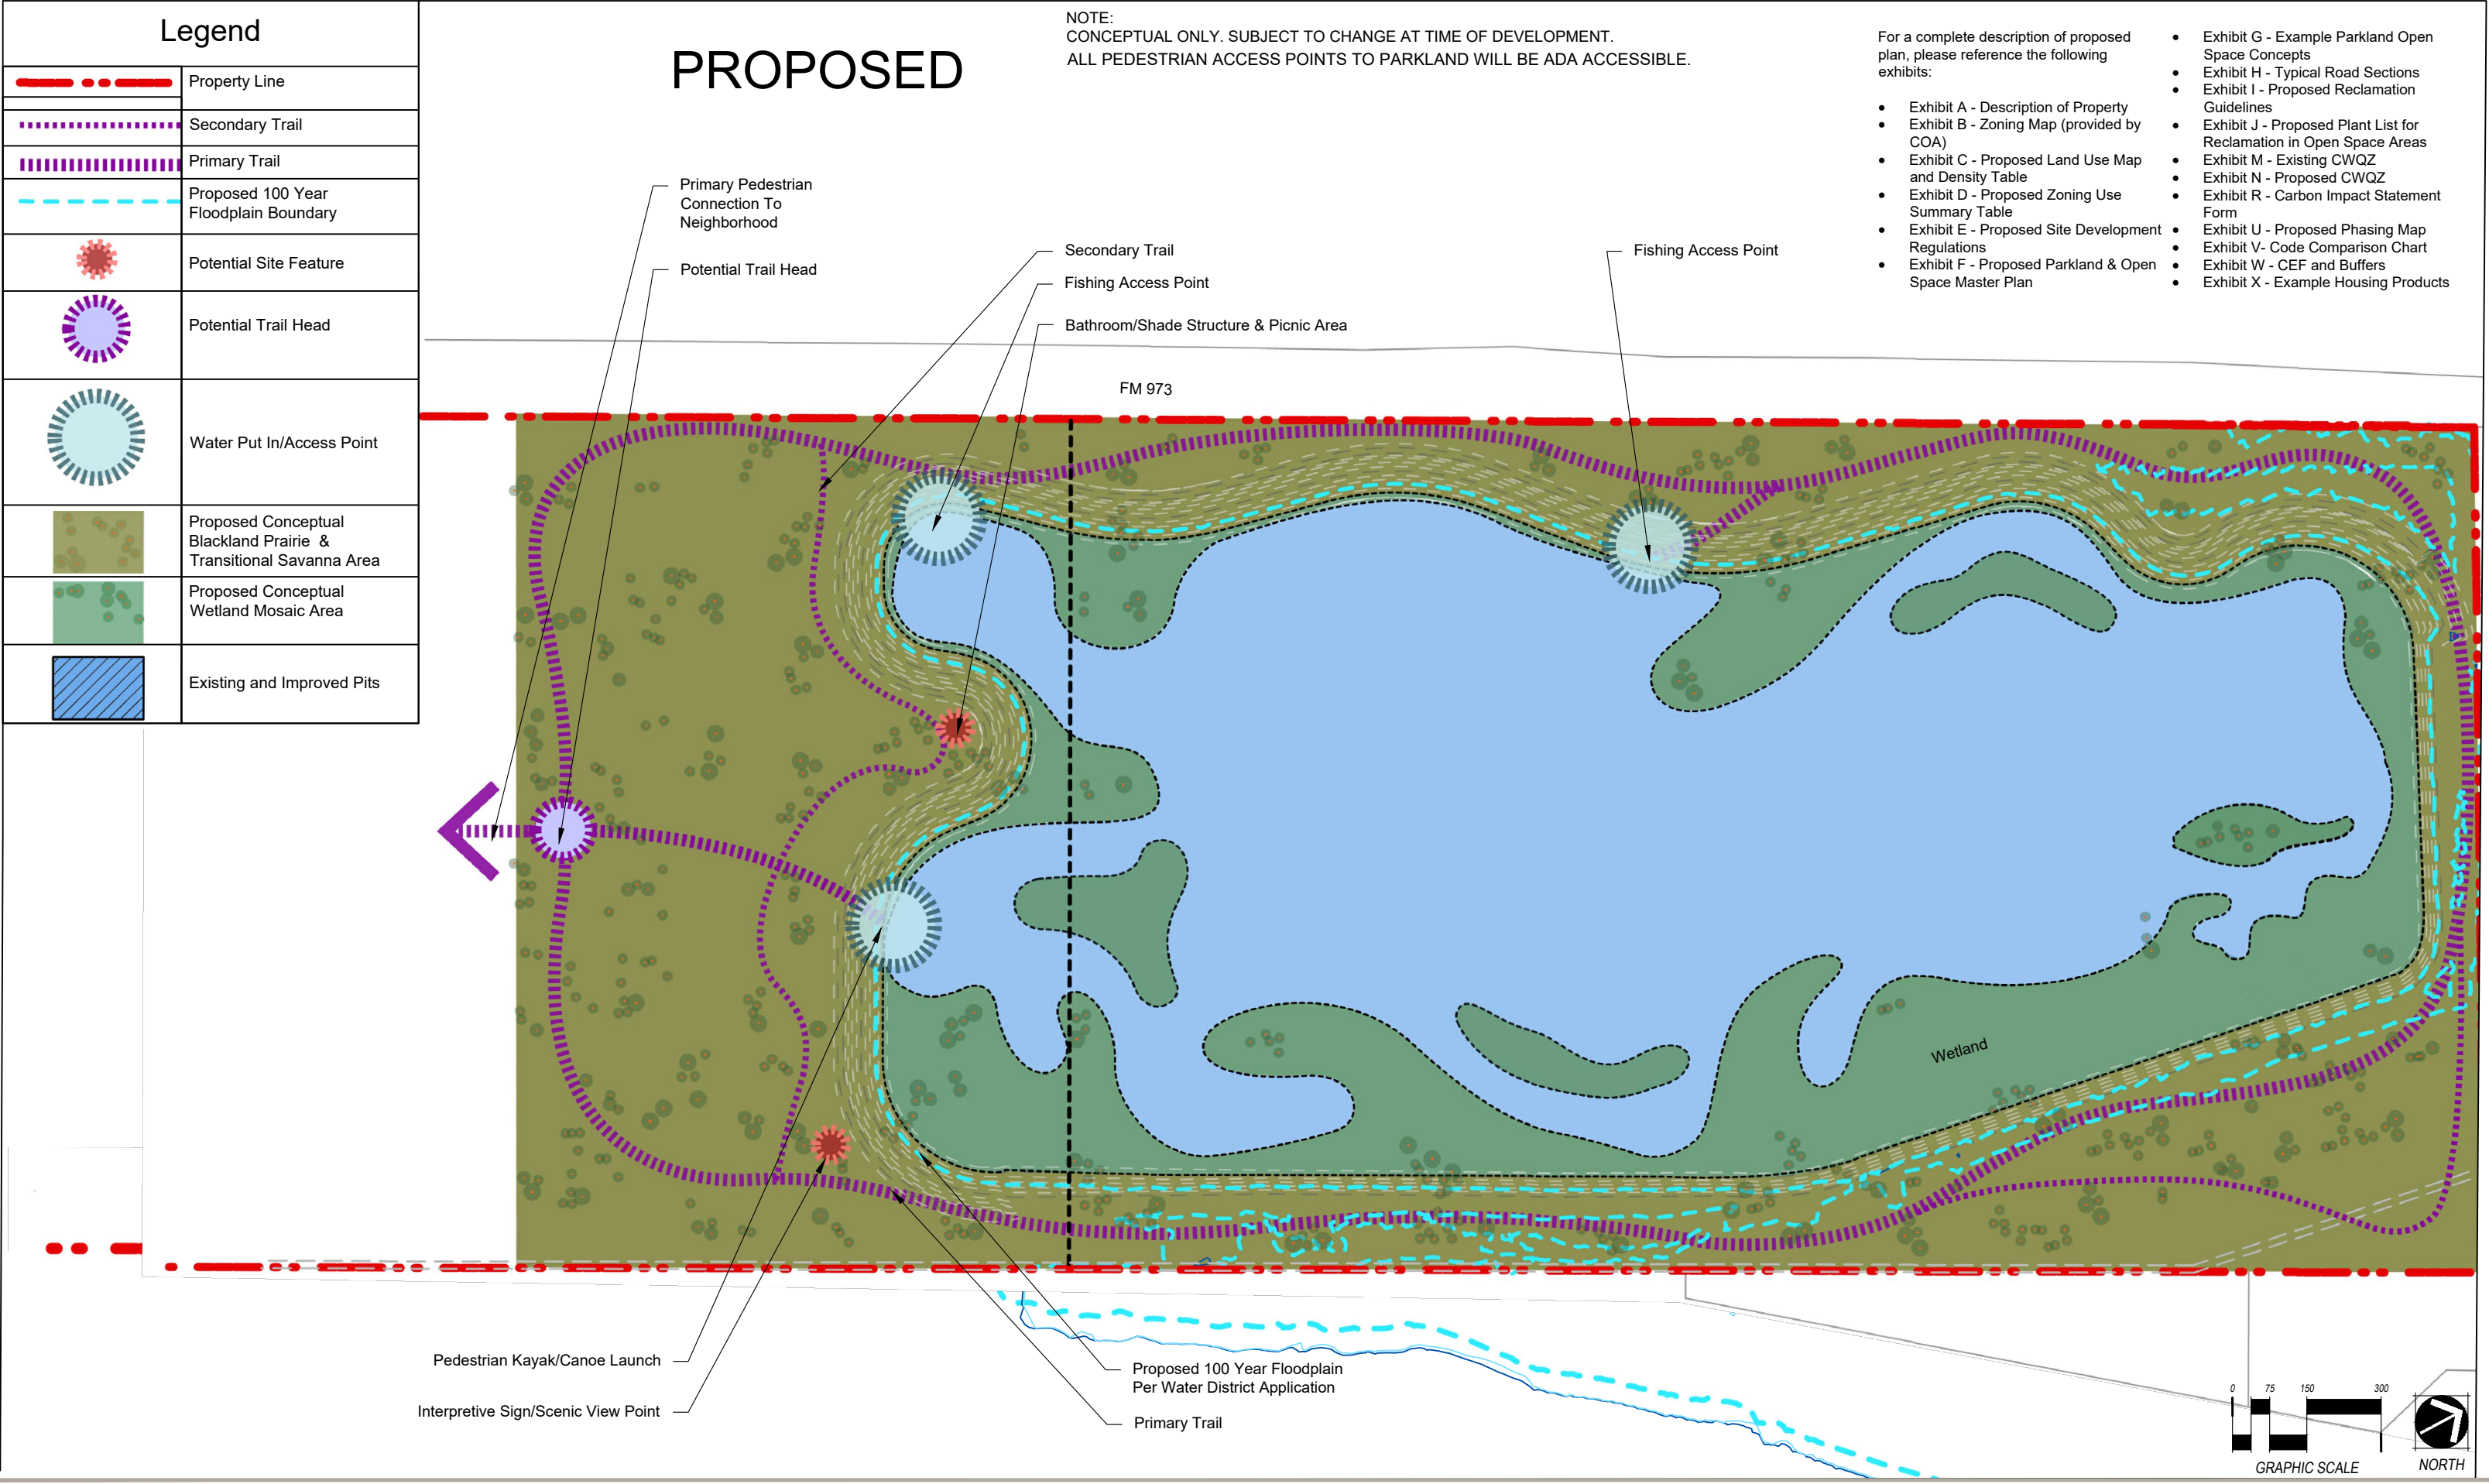 Legend
Property Line
Secondary Trail
Primary Trail
Proposed 100 Year
Floodplain Boundary
Potential Site Feature
Potential Trail Head
Water Put In/Access Point
Proposed Conceptual
Blackland Prairie &
Transitional Savanna Area
Proposed Conceptual
Wetland Mosaic Area
Existing and Improved Pits
PROPOSED
NOTE:
CONCEPTUAL ONLY. SUBJECT TO CHANGE AT TIME OF DEVELOPMENT.
ALL PEDESTRIAN ACCESS POINTS TO PARKLAND WILL BE ADA ACCESSIBLE.
For a complete description of proposed
plan, please reference the following
exhibits:
• Exhibit A - Description of Property
• Exhibit B - Zoning Map (provided by
COA)
• Exhibit C - Proposed Land Use Map
and Density Table
• Exhibit D - Proposed Zoning Use
Summary Table
• Exhibit E - Proposed Site Development
Regulations
• Exhibit F - Proposed Parkland & Open
Space Master Plan
• Exhibit G - Example Parkland Open
Space Concepts
• Exhibit H - Typical Road Sections
• Exhibit I - Proposed Reclamation
Guidelines
• Exhibit J - Proposed Plant List for
Reclamation in Open Space Areas
• Exhibit M - Existing CWQZ
• Exhibit N - Proposed CWQZ
• Exhibit R - Carbon Impact Statement
Form
• Exhibit U - Proposed Phasing Map
• Exhibit V- Code Comparison Chart
• Exhibit W - CEF and Buffers
• Exhibit X - Example Housing Products
Primary Pedestrian
Connection To
Neighborhood
Potential Trail Head
Secondary Trail
Fishing Access Point
Bathroom/Shade Structure & Picnic Area
Fishing Access Point
FM 973
Wetland
Pedestrian Kayak/Canoe Launch
Interpretive Sign/Scenic View Point
Proposed 100 Year Floodplain
Per Water District Application
Primary Trail
0 75 150 300
GRAPHIC SCALE
NORTH